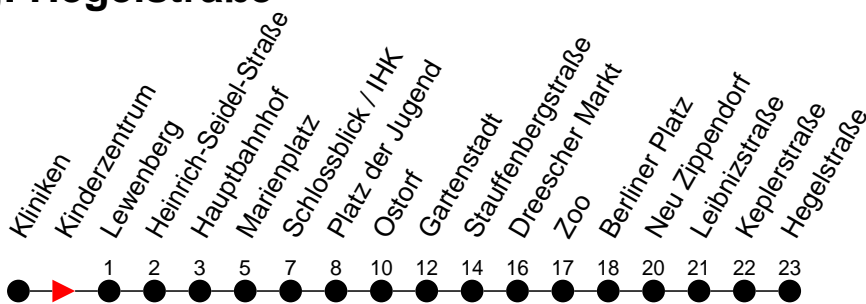 Hegelstraße
Kliniken
Kinderzentrum
Lewenberg
Heinrich-Seidel-Straße
Hauptbahnhof
Marienplatz
Schlossblick / IHK
Platz der Jugend
Ostorf
Gartenstadt
Stauffenbergstraße
Dreescher Markt
Zoo
Berliner Platz
Neu Zippendorf
Leibnizstraße
Keplerstraße
Hegelstraße
1 2 3 5 7 8 10 12 14 16 17 18 20 21 22 23